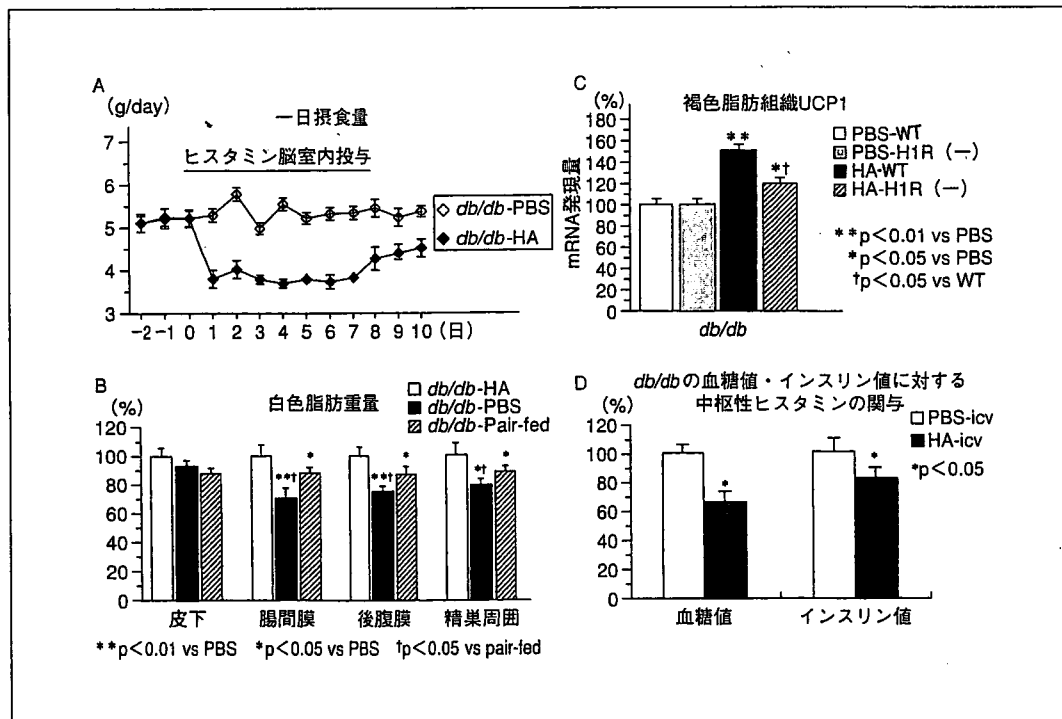 A
(g/day)
一日摂食量
ヒスタミン脳室内投与
7
6
5
4
3
−2 −1 0 1 2 3 4 5 6 7 8 9 10 (日)
db/db-PBS
db/db-HA
B
(%)
白色脂肪重量
db/db-HA
db/db-PBS
db/db-Pair-fed
120
100
80
60
40
20
0
**† * **† * *† *
皮下 腸間膜 後腹膜 精巣周囲
**p<0.01 vs PBS *p<0.05 vs PBS †p<0.05 vs pair-fed
C
(%)
褐色脂肪組織UCP1
mRNA発現量
180
160
140
120
100
80
60
40
20
0
**
*†
db/db
PBS-WT
PBS-H1R (−)
HA-WT
HA-H1R (−)
**p<0.01 vs PBS
*p<0.05 vs PBS
†p<0.05 vs WT
D
db/dbの血糖値・インスリン値に対する
中枢性ヒスタミンの関与
(%)
120
100
80
60
40
20
0
* *
血糖値 インスリン値
PBS-icv
HA-icv
*p<0.05